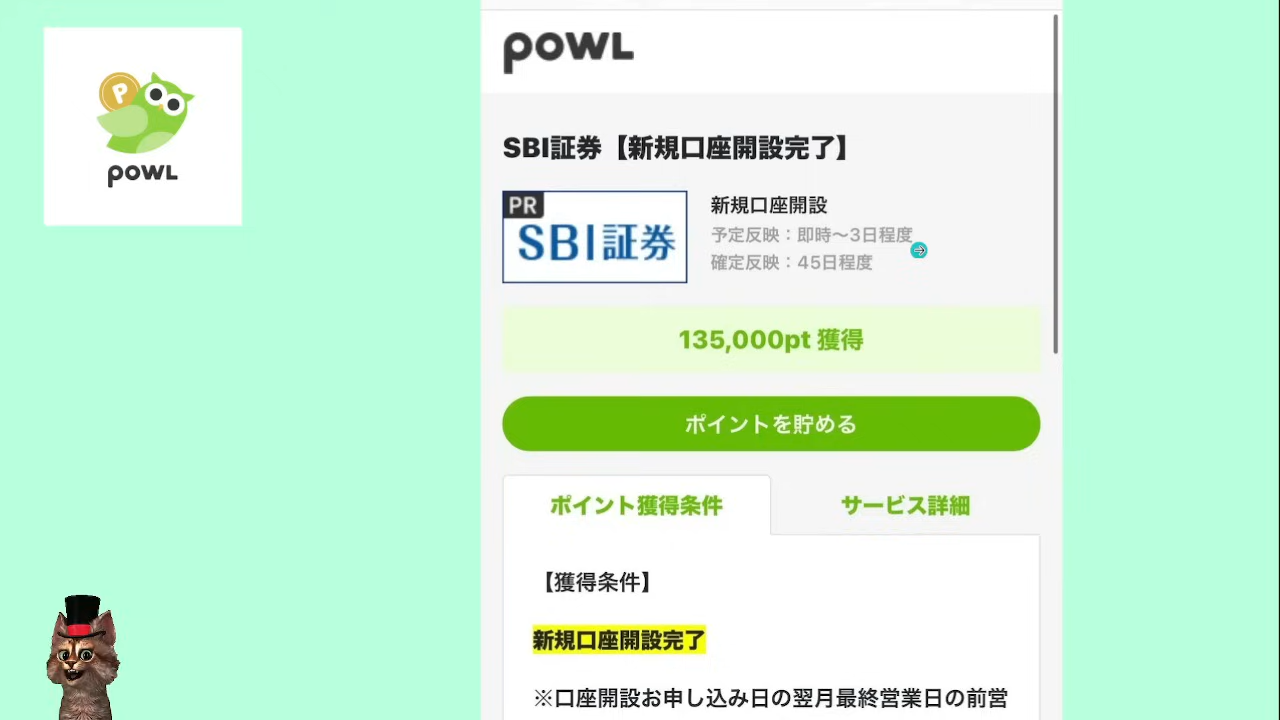 P
POWL
POWL
SBI証券【新規口座開設完了】
PR
SBI証券
新規口座開設
予定反映：即時〜3日程度
確定反映：45日程度
135,000pt 獲得
ポイントを貯める
ポイント獲得条件
サービス詳細
【獲得条件】
新規口座開設完了
※口座開設お申し込み日の翌月最終営業日の前営